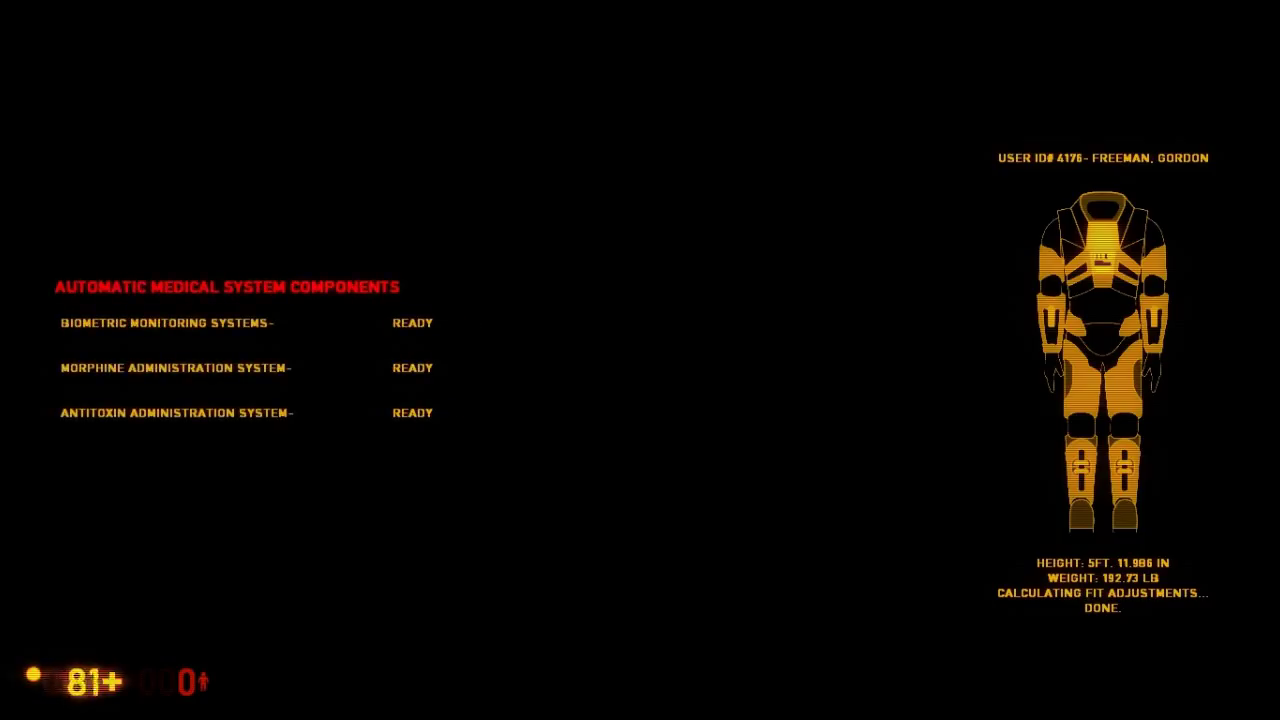 USER ID# 4176- FREEMAN, GORDON
AUTOMATIC MEDICAL SYSTEM COMPONENTS
BIOMETRIC MONITORING SYSTEMS- READY
MORPHINE ADMINISTRATION SYSTEM- READY
ANTITOXIN ADMINISTRATION SYSTEM- READY
HEIGHT: 5FT. 11.986 IN
WEIGHT: 192.73 LB
CALCULATING FIT ADJUSTMENTS...
DONE.
81+ 0